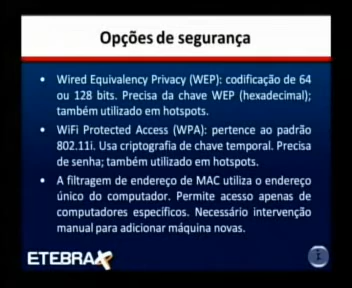 Opções de segurança
• Wired Equivalency Privacy (WEP): codificação de 64
ou 128 bits. Precisa da chave WEP (hexadecimal);
também utilizado em hotspots.
• WiFi Protected Access (WPA): pertence ao padrão
802.11i. Usa criptografia de chave temporal. Precisa
de senha; também utilizado em hotspots.
• A filtragem de endereço de MAC utiliza o endereço
único do computador. Permite acesso apenas de
computadores específicos. Necessário intervenção
manual para adicionar máquina novas.
ETEBRAX